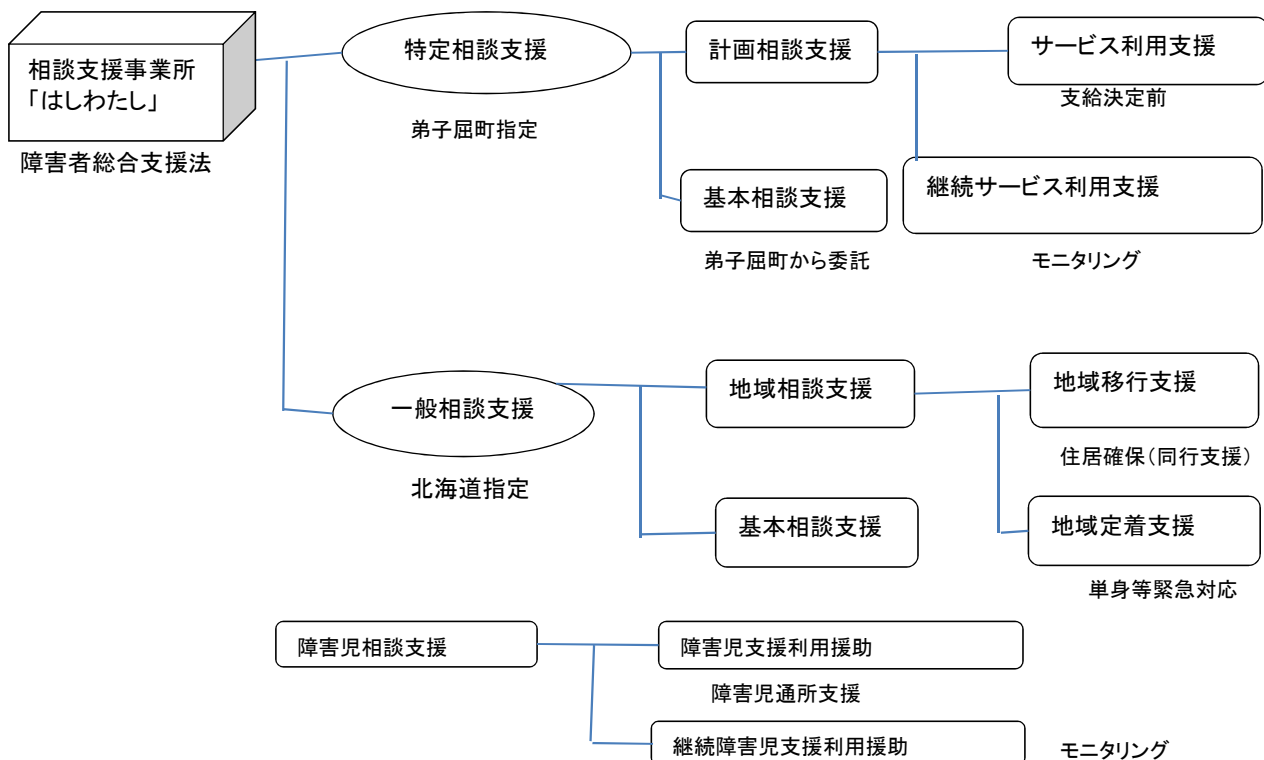 相談支援事業所
「はしわたし」
障害者総合支援法
特定相談支援
弟子屈町指定
計画相談支援
サービス利用支援
支給決定前
基本相談支援
弟子屈町から委託
継続サービス利用支援
モニタリング
一般相談支援
北海道指定
地域相談支援
地域移行支援
住居確保(同行支援)
基本相談支援
地域定着支援
単身等緊急対応
障害児相談支援
障害児支援利用援助
障害児通所支援
継続障害児支援利用援助
モニタリング